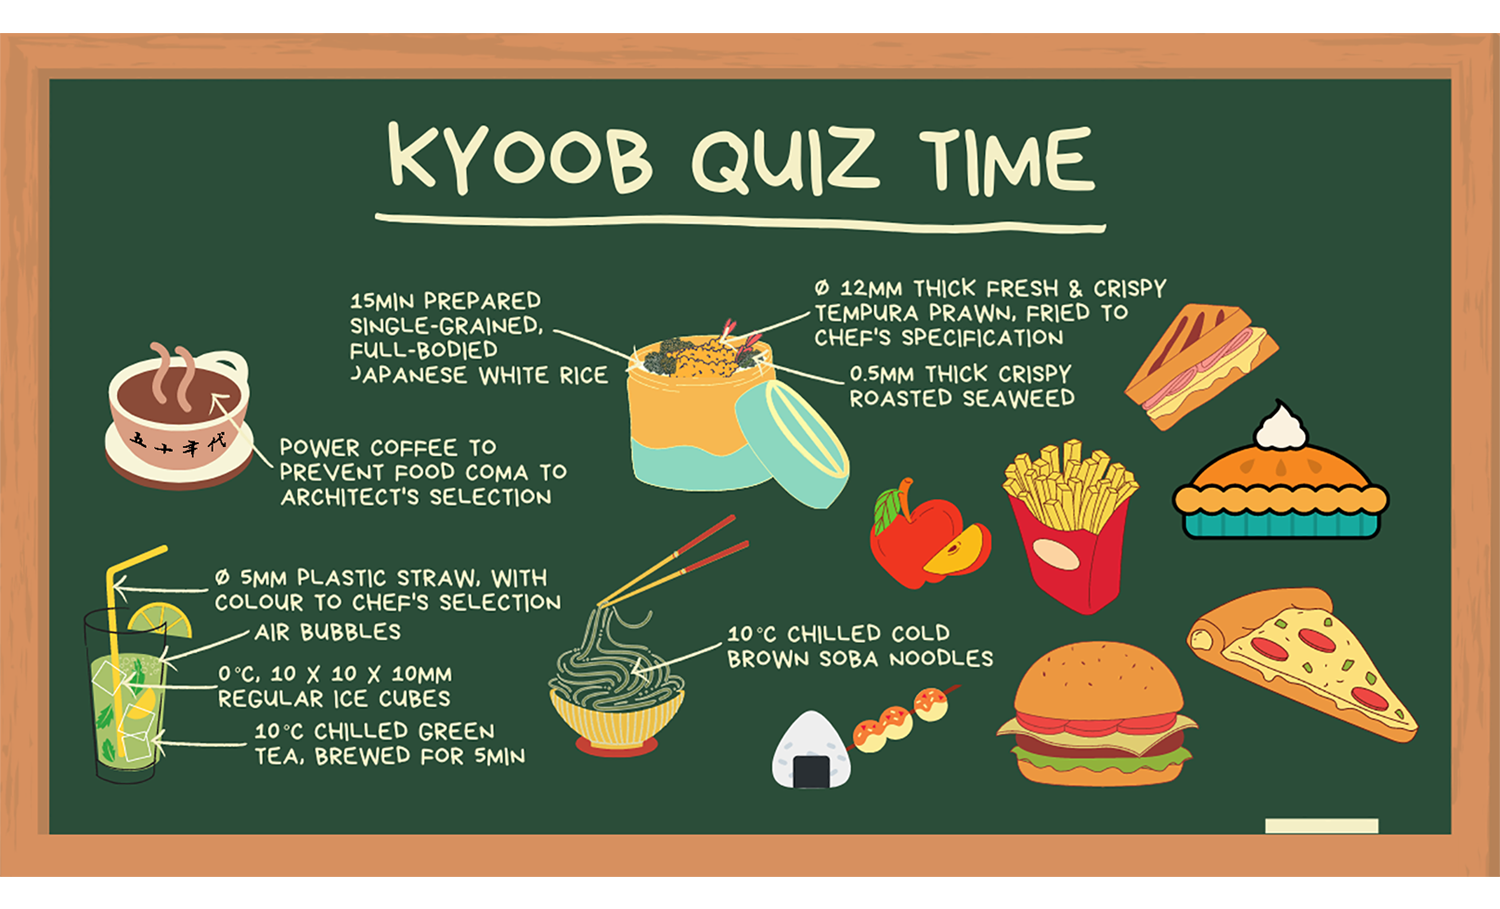 KYOOB QUIZ TIME
15MIN PREPARED
SINGLE-GRAINED,
FULL-BODIED
JAPANESE WHITE RICE
Ø 12MM THICK FRESH & CRISPY
TEMPURA PRAWN, FRIED TO
CHEF'S SPECIFICATION
0.5MM THICK CRISPY
ROASTED SEAWEED
五十年代
POWER COFFEE TO
PREVENT FOOD COMA TO
ARCHITECT'S SELECTION
Ø 5MM PLASTIC STRAW, WITH
COLOUR TO CHEF'S SELECTION
AIR BUBBLES
0°C, 10 X 10 X 10MM
REGULAR ICE CUBES
10°C CHILLED GREEN
TEA, BREWED FOR 5MIN
10°C CHILLED COLD
BROWN SOBA NOODLES